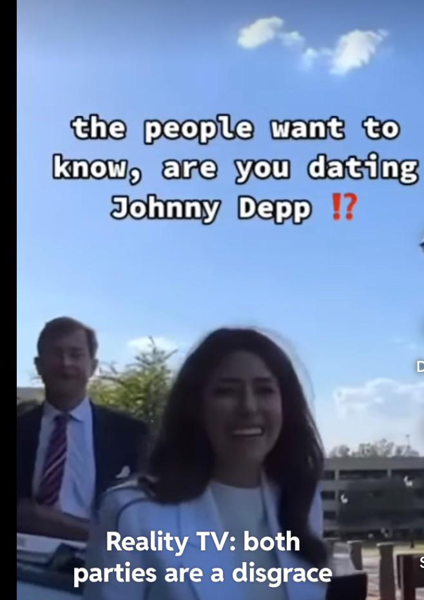 the people want to
know, are you dating
Johnny Depp ⁉️
Reality TV: both
parties are a disgrace